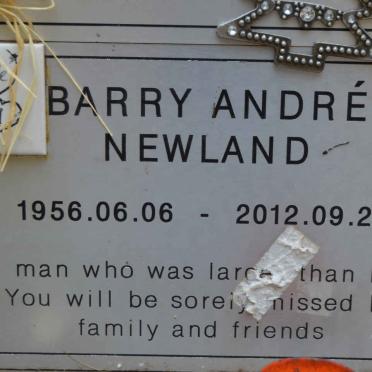 BARRY ANDRÉ
NEWLAND
1956.06.06 - 2012.09.2
man who was larger than
You will be sorely missed
family and friends